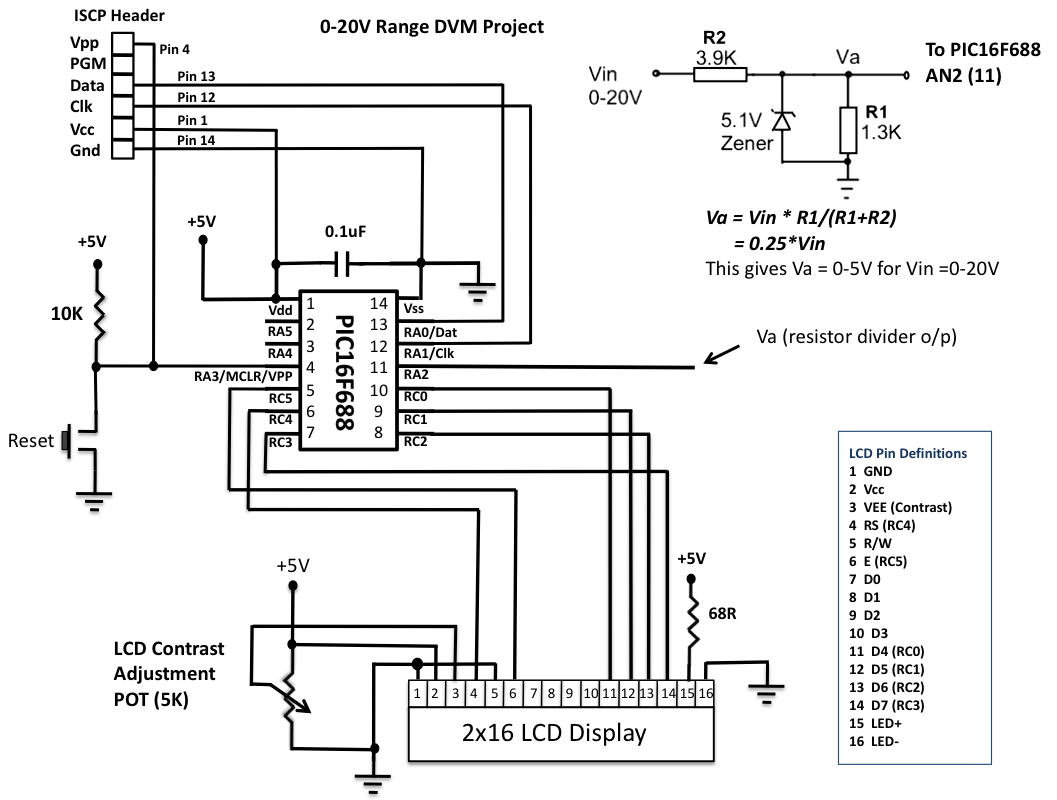 ISCP Header
0-20V Range DVM Project
Vpp
PGM
Data
Clk
Vcc
Gnd
Pin 4
Pin 13
Pin 12
Pin 1
Pin 14
R2
3.9K
Vin
0-20V
Va
To PIC16F688
AN2 (11)
5.1V
Zener
R1
1.3K
Va = Vin * R1/(R1+R2)
= 0.25*Vin
This gives Va = 0-5V for Vin =0-20V
+5V
0.1uF
+5V
10K
PIC16F688
1
2
3
4
5
6
7
14
13
12
11
10
9
8
Vdd
RA5
RA4
RA3/MCLR/VPP
RC5
RC4
RC3
Vss
RA0/Dat
RA1/Clk
RA2
RC0
RC1
RC2
Va (resistor divider o/p)
Reset
LCD Pin Definitions
1 GND
2 Vcc
3 VEE (Contrast)
4 RS (RC4)
5 R/W
6 E (RC5)
7 D0
8 D1
9 D2
10 D3
11 D4 (RC0)
12 D5 (RC1)
13 D6 (RC2)
14 D7 (RC3)
15 LED+
16 LED-
+5V
+5V
68R
LCD Contrast
Adjustment
POT (5K)
1 2 3 4 5 6 7 8 9 10 11 12 13 14 15 16
2x16 LCD Display